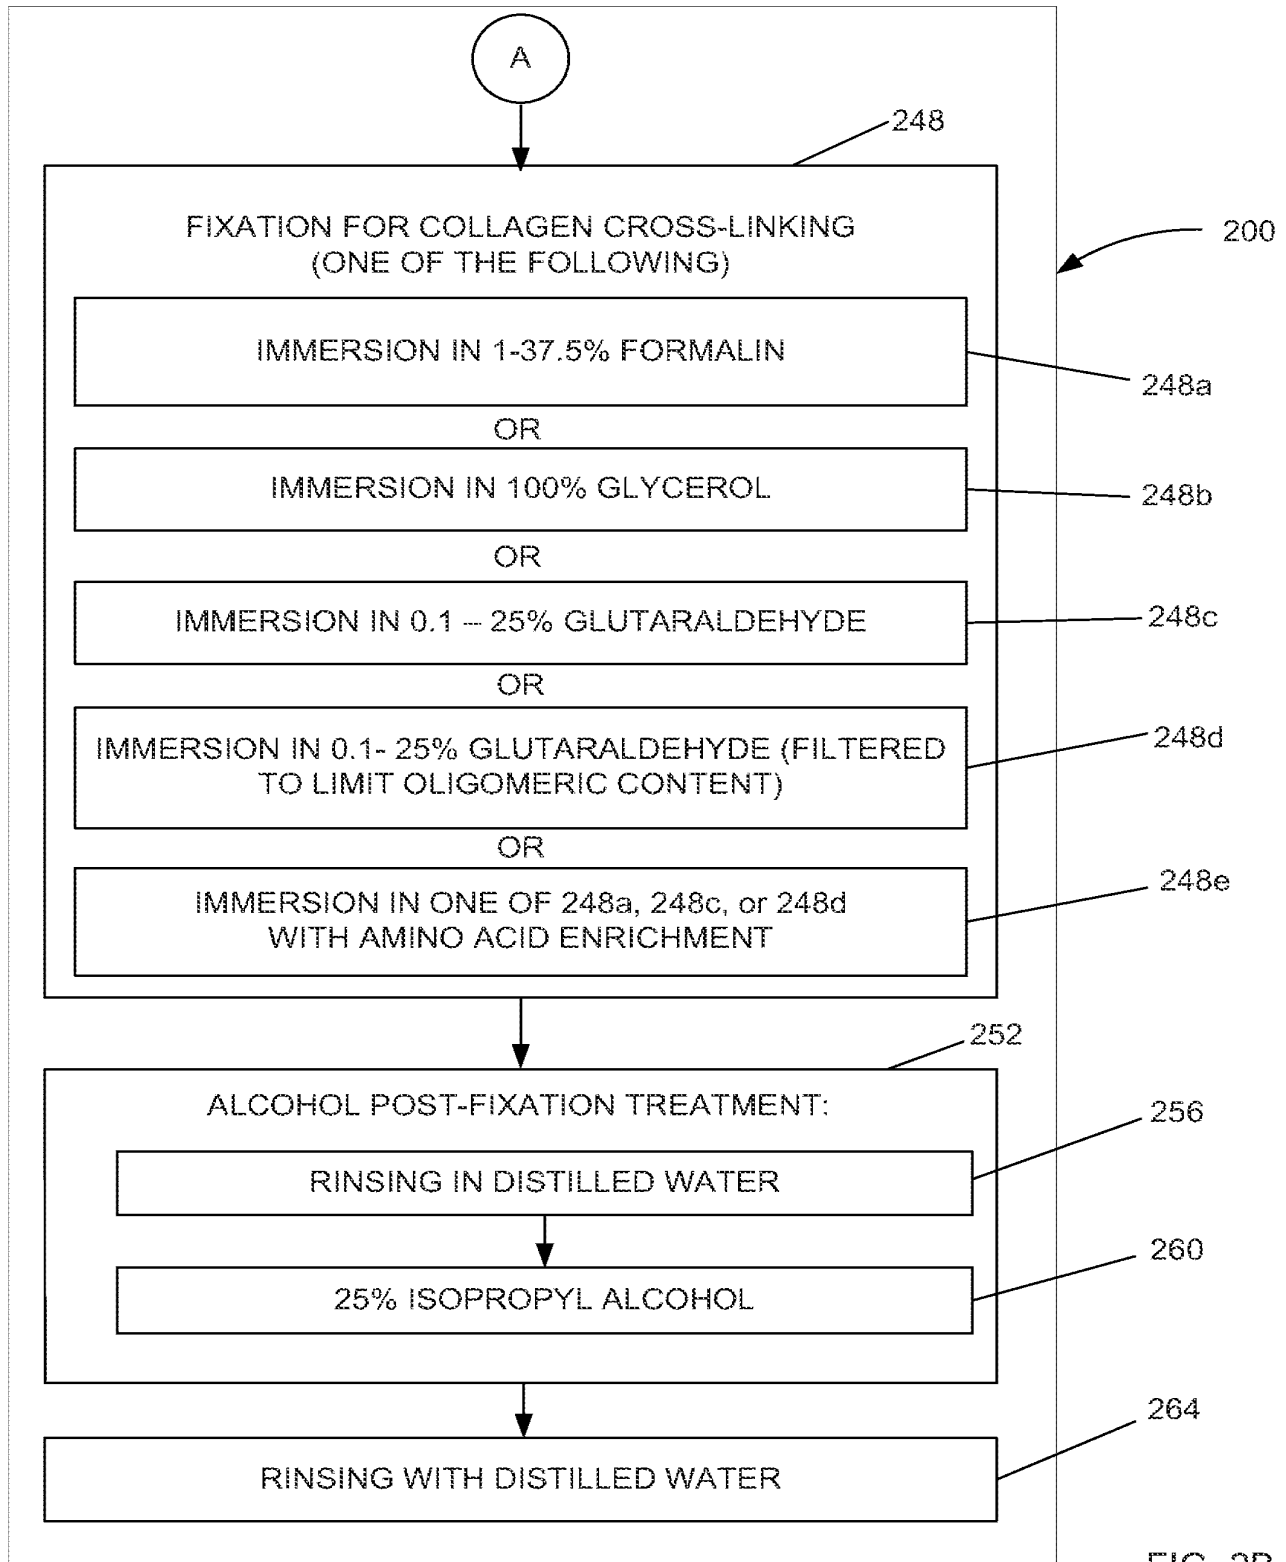 A
248
FIXATION FOR COLLAGEN CROSS-LINKING
(ONE OF THE FOLLOWING)
200
IMMERSION IN 1-37.5% FORMALIN
248a
OR
IMMERSION IN 100% GLYCEROL
248b
OR
IMMERSION IN 0.1 – 25% GLUTARALDEHYDE
248c
OR
IMMERSION IN 0.1- 25% GLUTARALDEHYDE (FILTERED
TO LIMIT OLIGOMERIC CONTENT)
248d
OR
IMMERSION IN ONE OF 248a, 248c, or 248d
WITH AMINO ACID ENRICHMENT
248e
252
ALCOHOL POST-FIXATION TREATMENT:
256
RINSING IN DISTILLED WATER
260
25% ISOPROPYL ALCOHOL
264
RINSING WITH DISTILLED WATER
FIG.